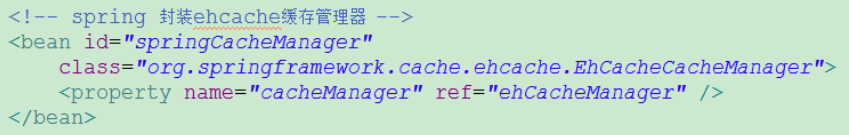 <!-- spring 封装ehcache缓存管理器 -->
<bean id="springCacheManager"
class="org.springframework.cache.ehcache.EhCacheCacheManager">
<property name="cacheManager" ref="ehCacheManager" />
</bean>